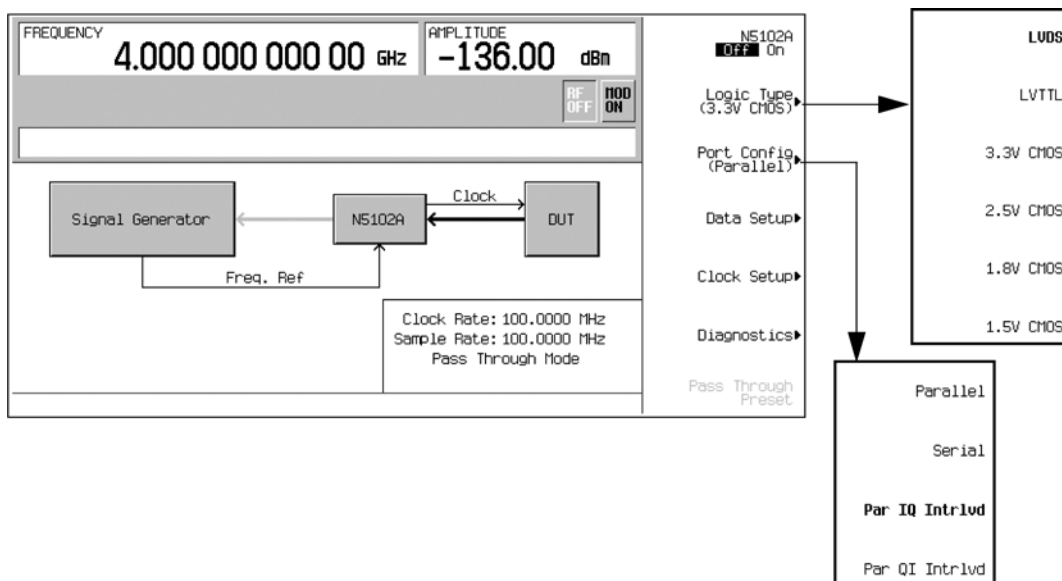 FREQUENCY
4.000 000 000 00 GHz
AMPLITUDE
-136.00 dBm
RF OFF
MOD ON
Signal Generator
N5102A
Clock
DUT
Freq. Ref
Clock Rate: 100.0000 MHz
Sample Rate: 100.0000 MHz
Pass Through Mode
N5102A
Off On
Logic Type
(3.3V CMOS)
Port Config
(Parallel)
Data Setup
Clock Setup
Diagnostics
Pass Through
Preset
LVDS
LVTTL
3.3V CMOS
2.5V CMOS
1.8V CMOS
1.5V CMOS
Parallel
Serial
Par IQ Intrlvd
Par QI Intrlvd